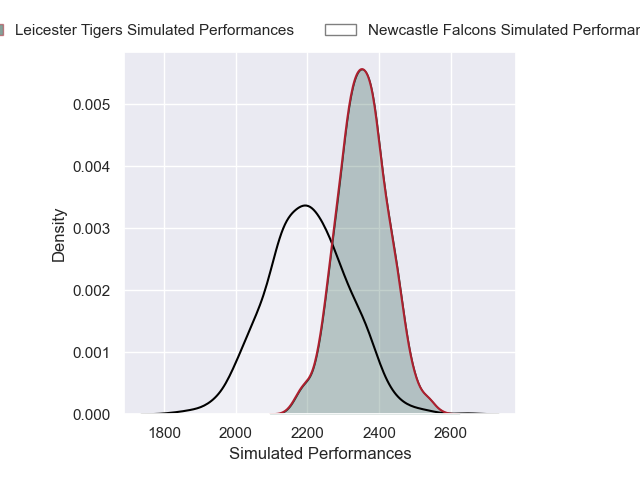 Leicester Tigers Simulated Performances
Newcastle Falcons Simulated
0.005
0.004
0.003
0.002
0.001
0.000
Density
1800 2000 2200 2400 2600
Simulated Performances